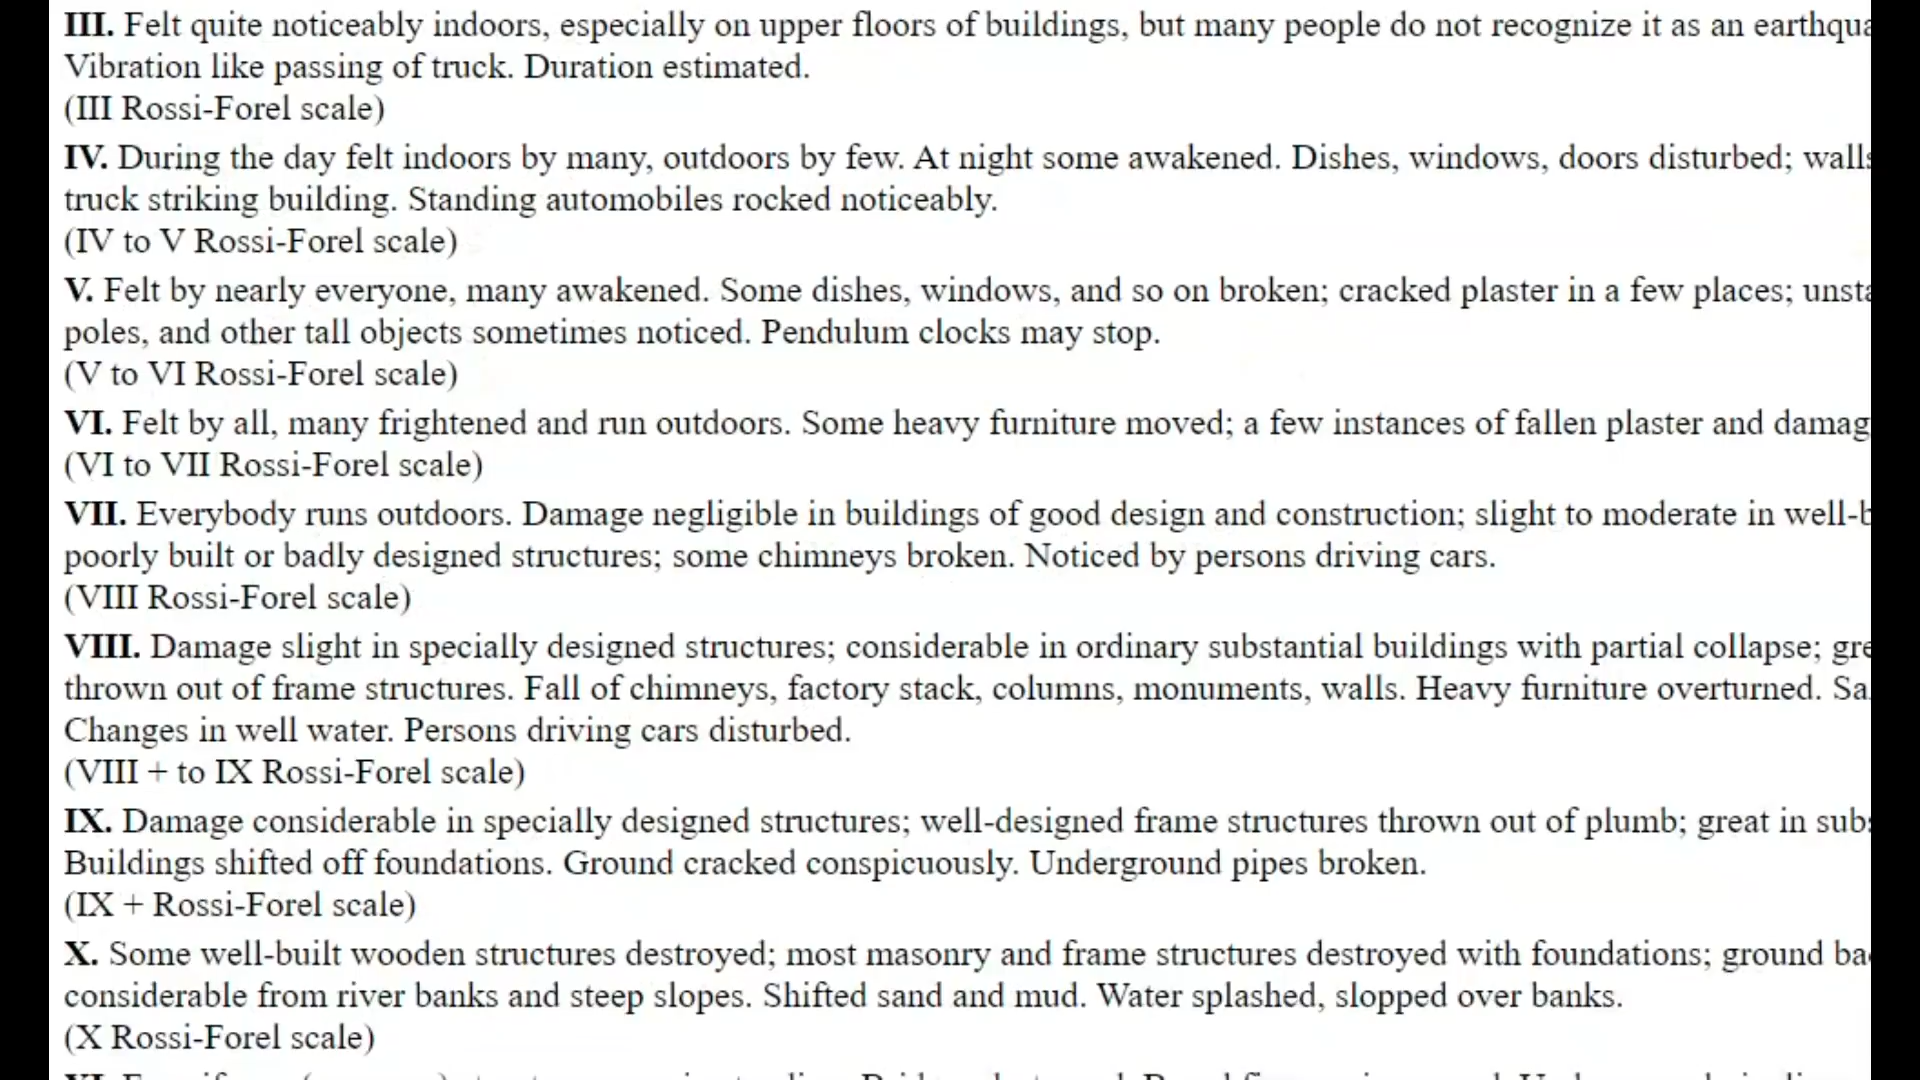 III. Felt quite noticeably indoors, especially on upper floors of buildings, but many people do not recognize it as an earthqua
Vibration like passing of truck. Duration estimated.
(III Rossi-Forel scale)
IV. During the day felt indoors by many, outdoors by few. At night some awakened. Dishes, windows, doors disturbed; walls
truck striking building. Standing automobiles rocked noticeably.
(IV to V Rossi-Forel scale)
V. Felt by nearly everyone, many awakened. Some dishes, windows, and so on broken; cracked plaster in a few places; unsta
poles, and other tall objects sometimes noticed. Pendulum clocks may stop.
(V to VI Rossi-Forel scale)
VI. Felt by all, many frightened and run outdoors. Some heavy furniture moved; a few instances of fallen plaster and damag
(VI to VII Rossi-Forel scale)
VII. Everybody runs outdoors. Damage negligible in buildings of good design and construction; slight to moderate in well-b
poorly built or badly designed structures; some chimneys broken. Noticed by persons driving cars.
(VIII Rossi-Forel scale)
VIII. Damage slight in specially designed structures; considerable in ordinary substantial buildings with partial collapse; gre
thrown out of frame structures. Fall of chimneys, factory stack, columns, monuments, walls. Heavy furniture overturned. Sa
Changes in well water. Persons driving cars disturbed.
(VIII + to IX Rossi-Forel scale)
IX. Damage considerable in specially designed structures; well-designed frame structures thrown out of plumb; great in sub
Buildings shifted off foundations. Ground cracked conspicuously. Underground pipes broken.
(IX + Rossi-Forel scale)
X. Some well-built wooden structures destroyed; most masonry and frame structures destroyed with foundations; ground ba
considerable from river banks and steep slopes. Shifted sand and mud. Water splashed, slopped over banks.
(X Rossi-Forel scale)